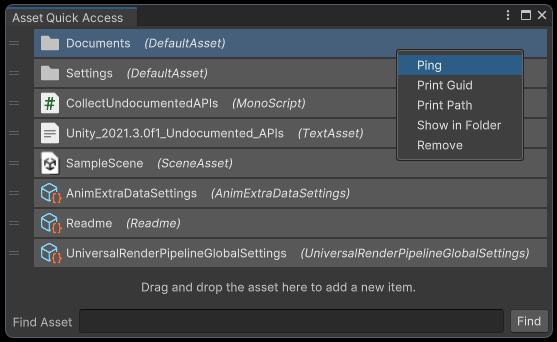 Asset Quick Access
Documents (DefaultAsset)
Settings (DefaultAsset)
CollectUndocumentedAPIs (MonoScript)
Unity_2021.3.0f1_Undocumented_APIs (TextAsset)
SampleScene (SceneAsset)
AnimExtraDataSettings (AnimExtraDataSettings)
Readme (Readme)
UniversalRenderPipelineGlobalSettings (UniversalRenderPipelineGlobalSettings)
Ping
Print Guid
Print Path
Show in Folder
Remove
Drag and drop the asset here to add a new item.
Find Asset
Find